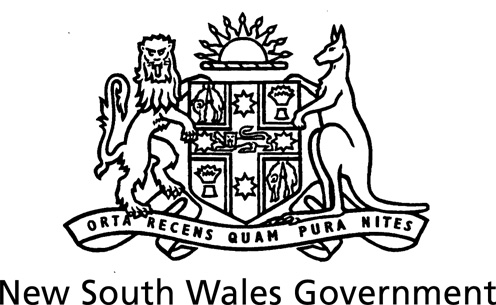 ORTA RECENS QUAM PURA NITES
New South Wales Government